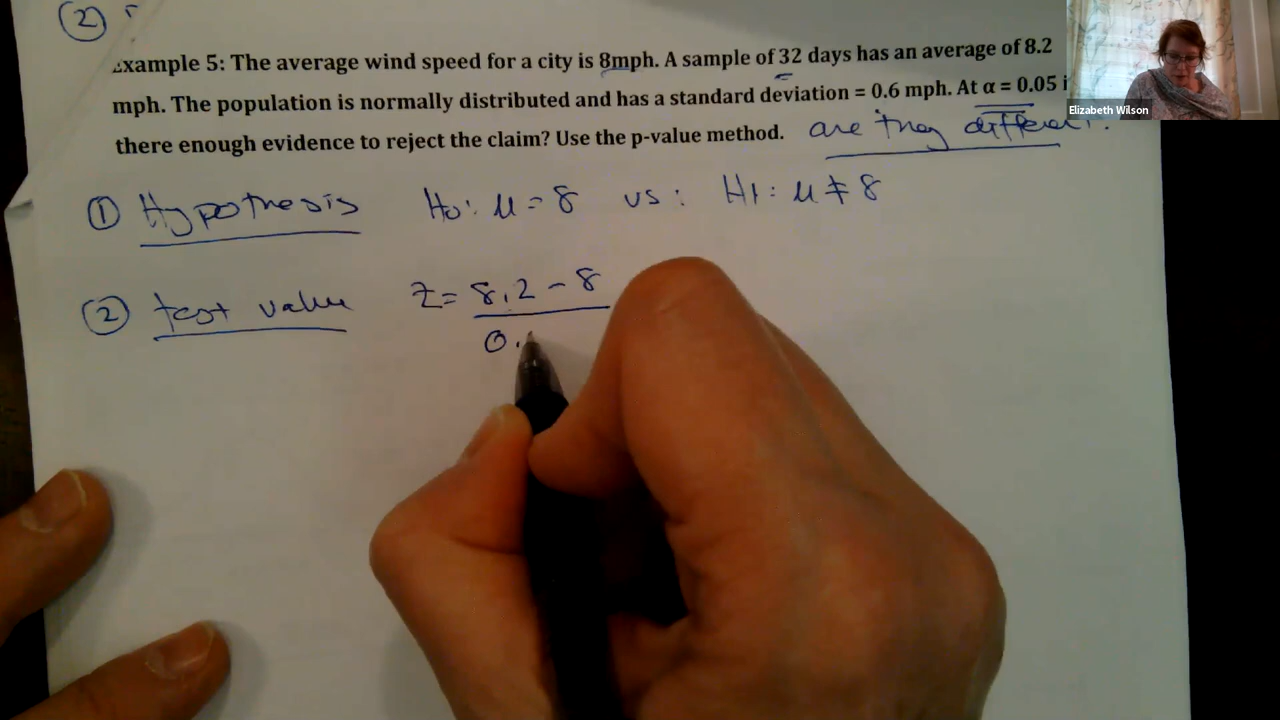 ②
Example 5: The average wind speed for a city is 8mph. A sample of 32 days has an average of 8.2
mph. The population is normally distributed and has a standard deviation = 0.6 mph. At α = 0.05 i
there enough evidence to reject the claim? Use the p-value method. are they different?
① Hypothesis H0: μ = 8 vs: H1: μ ≠ 8
② test value Z = 8.2 - 8
0.
Elizabeth Wilson